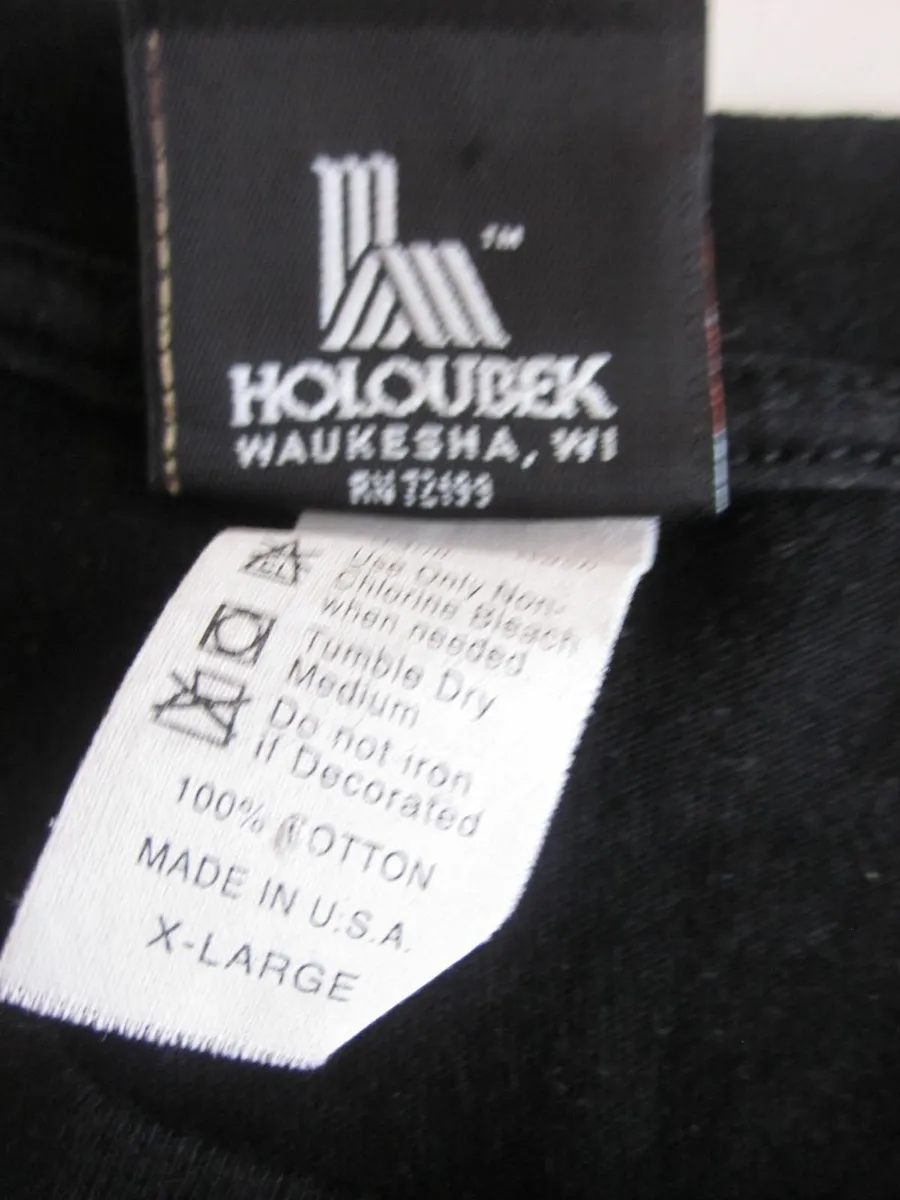 TM
HOLOUBEK
WAUKESHA, WI
Use Only Non-
Chlorine Bleach
when needed.
Tumble Dry
Medium
Do not iron
if Decorated
100% COTTON
MADE IN U.S.A.
X-LARGE